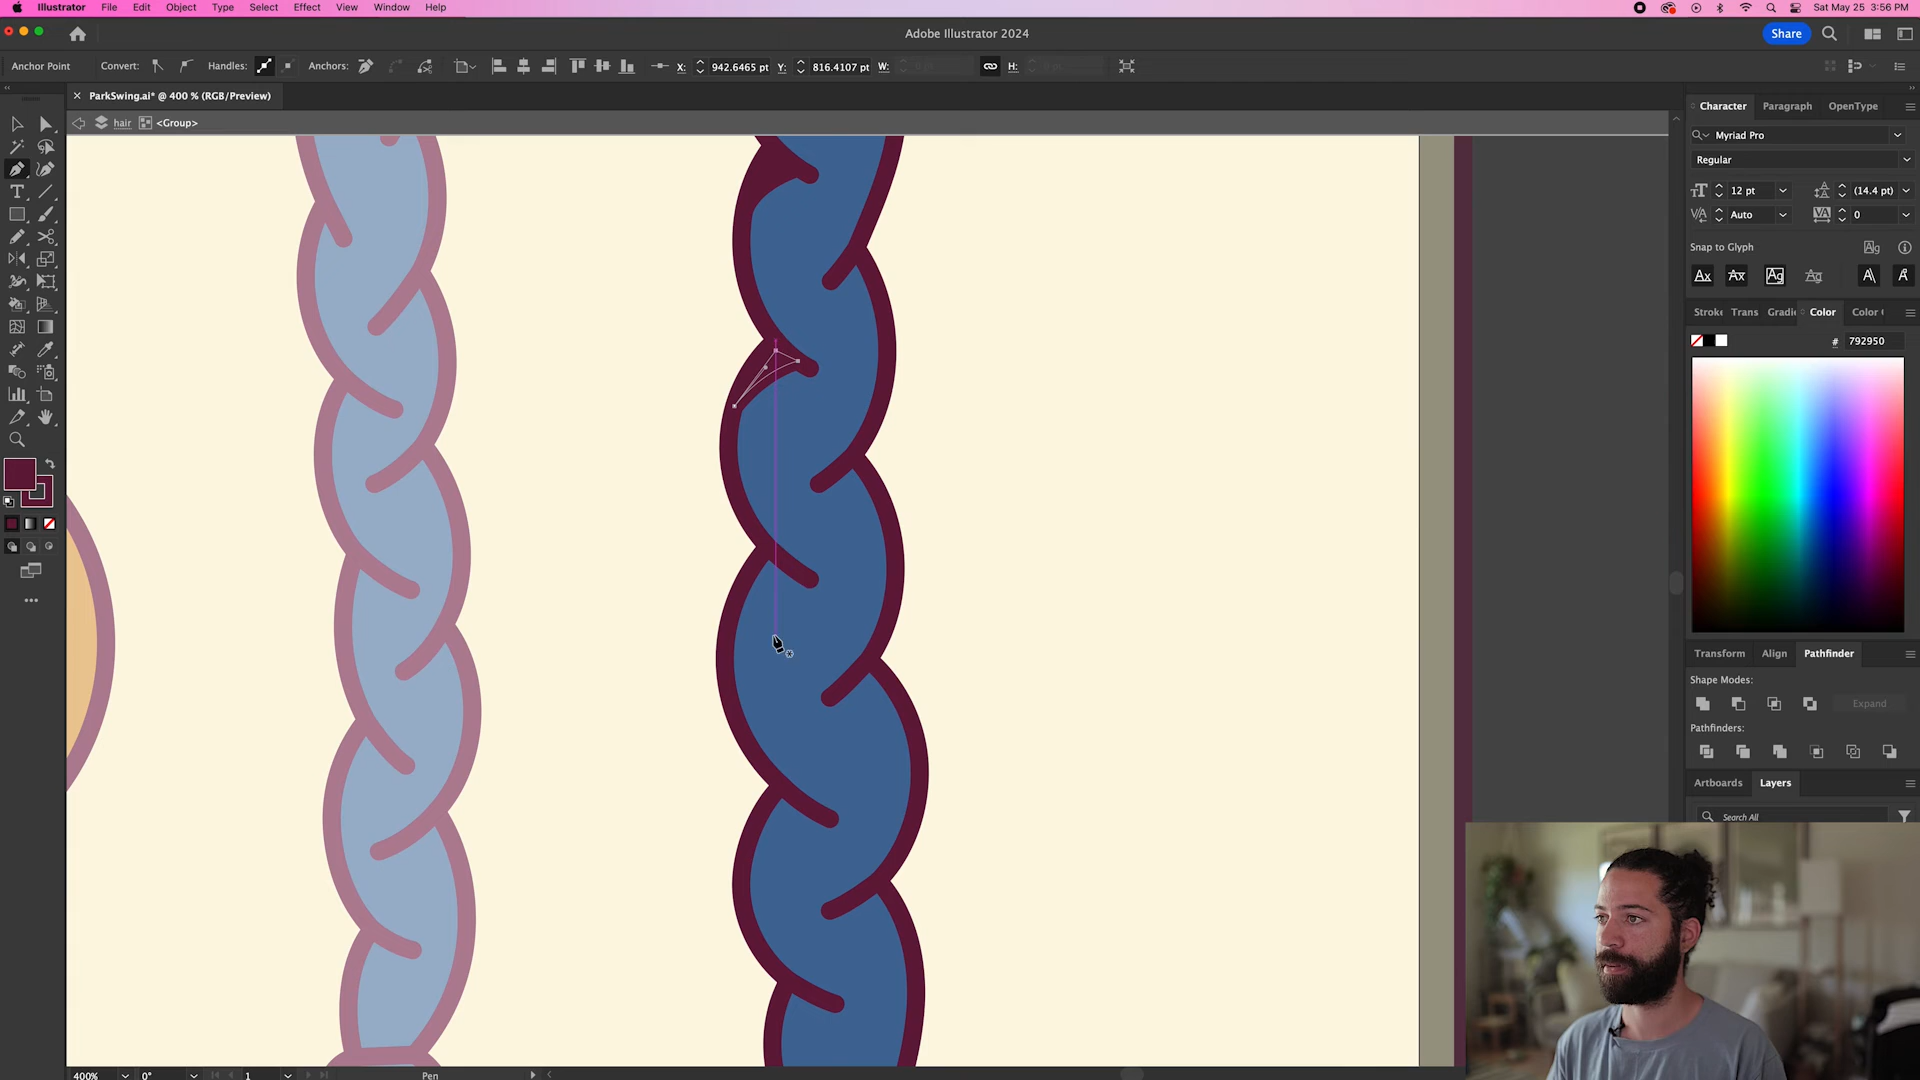 Illustrator File Edit Object Type Select Effect View Window Help Sat May 25 3:56 PM
Adobe Illustrator 2024 Share
Anchor Point Convert: Handles: Anchors: X: 942.6465 pt Y: 816.4107 pt W: H:
ParkSwing.ai* @ 400 % (RGB/Preview)
hair <Group>
Character Paragraph OpenType
Myriad Pro
Regular
12 pt (14.4 pt)
Auto 0
Snap to Glyph
Stroke Trans Gradie Color Color
# 792950
Transform Align Pathfinder
Shape Modes:
Expand
Pathfinders:
Artboards Layers
Search All
400% 0° 1 Pen